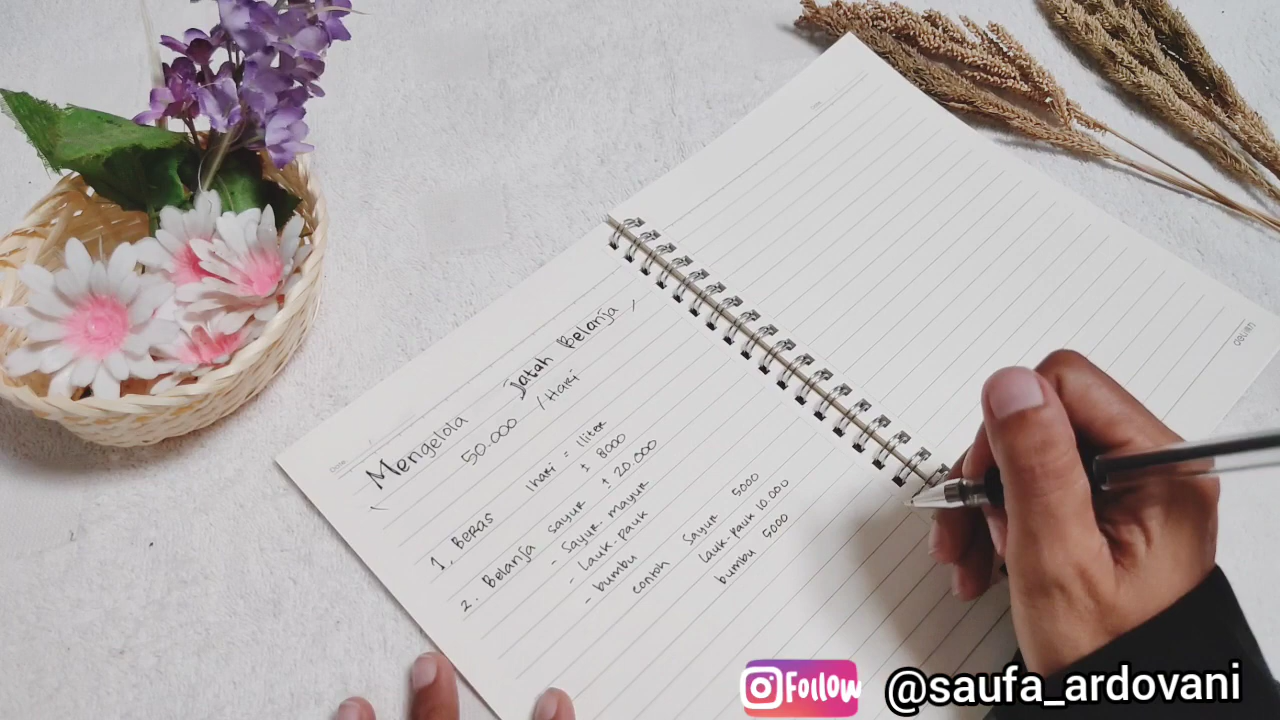 Date
Mengelola Jatah Belanja
50.000 / Hari
1. Beras 1hari = 1liter
± 8000
2. Belanja sayur ± 20.000
- Sayur. mayur
- Lauk. pauk
- bumbu
contoh Sayur 5000
Lauk-pauk 10.000
bumbu 5000
Follow @saufa_ardovani